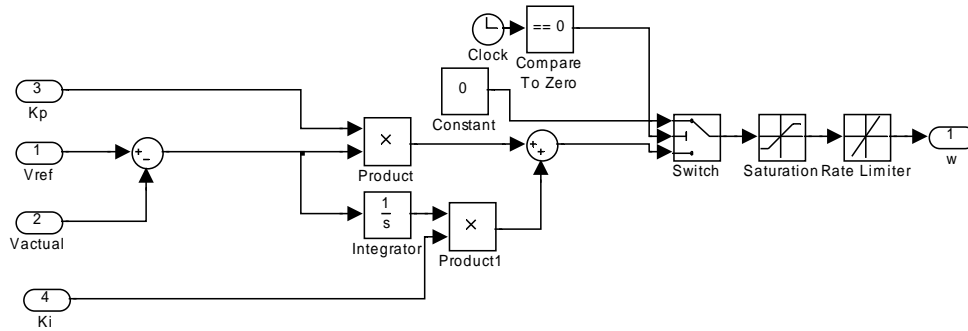 == 0
Clock
Compare
To Zero
3
Kp
0
Constant
1
Vref
+
−
×
Product
+
+
Switch
Saturation
Rate Limiter
1
w
2
Vactual
1
s
Integrator
×
Product1
4
Ki